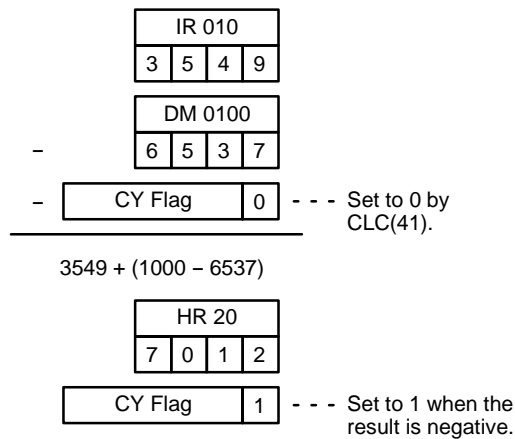 IR 010
3 5 4 9
DM 0100
– 6 5 3 7
– CY Flag 0 - - - Set to 0 by
CLC(41).
3549 + (1000 – 6537)
HR 20
7 0 1 2
CY Flag 1 - - - Set to 1 when the
result is negative.